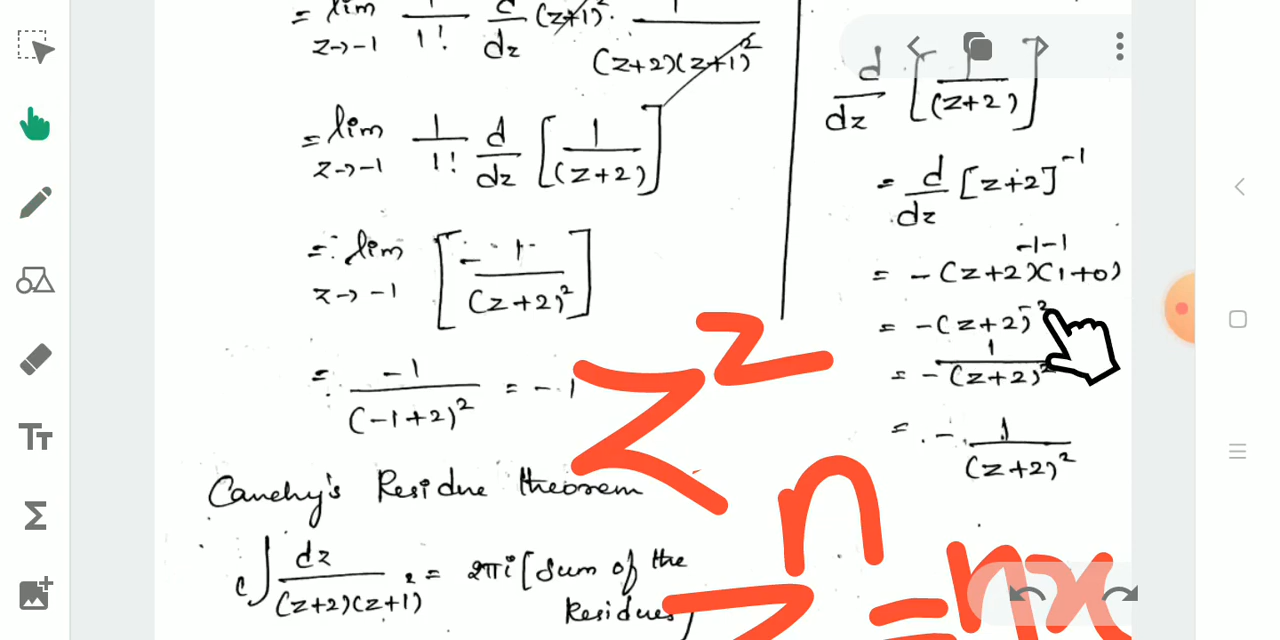 = lim 1/1! d/dz (z+1)² · 1/(z+2)(z+1)²
z→-1
= lim 1/1! d/dz [1/(z+2)]
z→-1
= lim [-1/(z+2)²]
z→-1
= -1/(-1+2)² = -1
Cauchy's Residue theorem
c∫ dz/(z+2)(z+1)² = 2πi [Sum of the
Residues]
d/dz [1/(z+2)]
= d/dz [z+2]⁻¹
= -(z+2)⁻¹⁻¹(1+0)
= -(z+2)⁻²
= -1/(z+2)²
= -1/(z+2)²
z²
zⁿ = nx
Tт
Σ